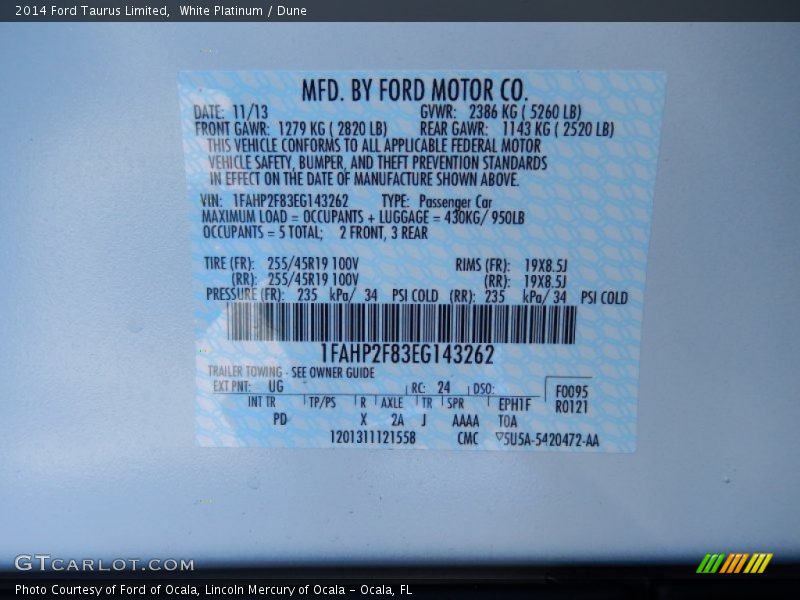 2014 Ford Taurus Limited,  White Platinum / Dune
MFD. BY FORD MOTOR CO.
DATE: 11/13 GVWR: 2386 KG ( 5260 LB)
FRONT GAWR: 1279 KG ( 2820 LB) REAR GAWR: 1143 KG ( 2520 LB)
THIS VEHICLE CONFORMS TO ALL APPLICABLE FEDERAL MOTOR
VEHICLE SAFETY, BUMPER, AND THEFT PREVENTION STANDARDS
IN EFFECT ON THE DATE OF MANUFACTURE SHOWN ABOVE.
VIN: 1FAHP2F83EG143262 TYPE: Passenger Car
MAXIMUM LOAD = OCCUPANTS + LUGGAGE = 430KG/ 950LB
OCCUPANTS = 5 TOTAL; 2 FRONT, 3 REAR
TIRE (FR): 255/45R19 100V RIMS (FR): 19X8.5J
(RR): 255/45R19 100V (RR): 19X8.5J
PRESSURE (FR): 235 kPa/ 34 PSI COLD (RR): 235 kPa/ 34 PSI COLD
1FAHP2F83EG143262
TRAILER TOWING - SEE OWNER GUIDE
EXT PNT: UG RC: 24 DSO: F0095
INT TR TP/PS R AXLE TR SPR EPH1F R0121
PD X 2A J AAAA TOA
1201311121558 CMC ▽5U5A-5420472-AA
GTCARLOT.COM
Photo Courtesy of Ford of Ocala, Lincoln Mercury of Ocala - Ocala, FL